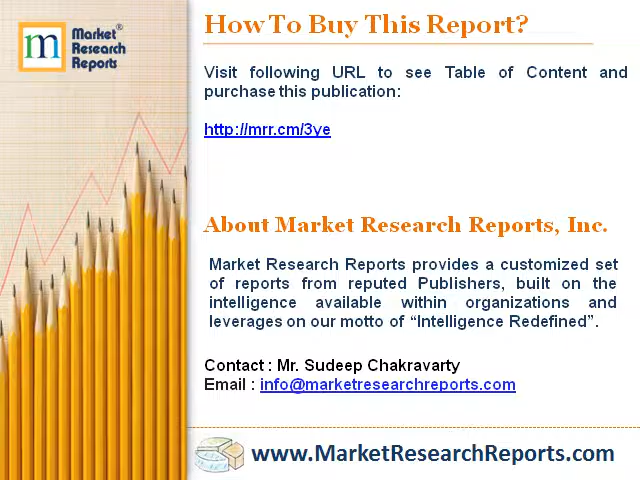 m
Market®
Research
Reports
How To Buy This Report?
Visit following URL to see Table of Content and
purchase this publication:
http://mrr.cm/3ye
About Market Research Reports, Inc.
Market Research Reports provides a customized set
of reports from reputed Publishers, built on the
intelligence available within organizations and
leverages on our motto of “Intelligence Redefined”.
Contact : Mr. Sudeep Chakravarty
Email : info@marketresearchreports.com
www.MarketResearchReports.com